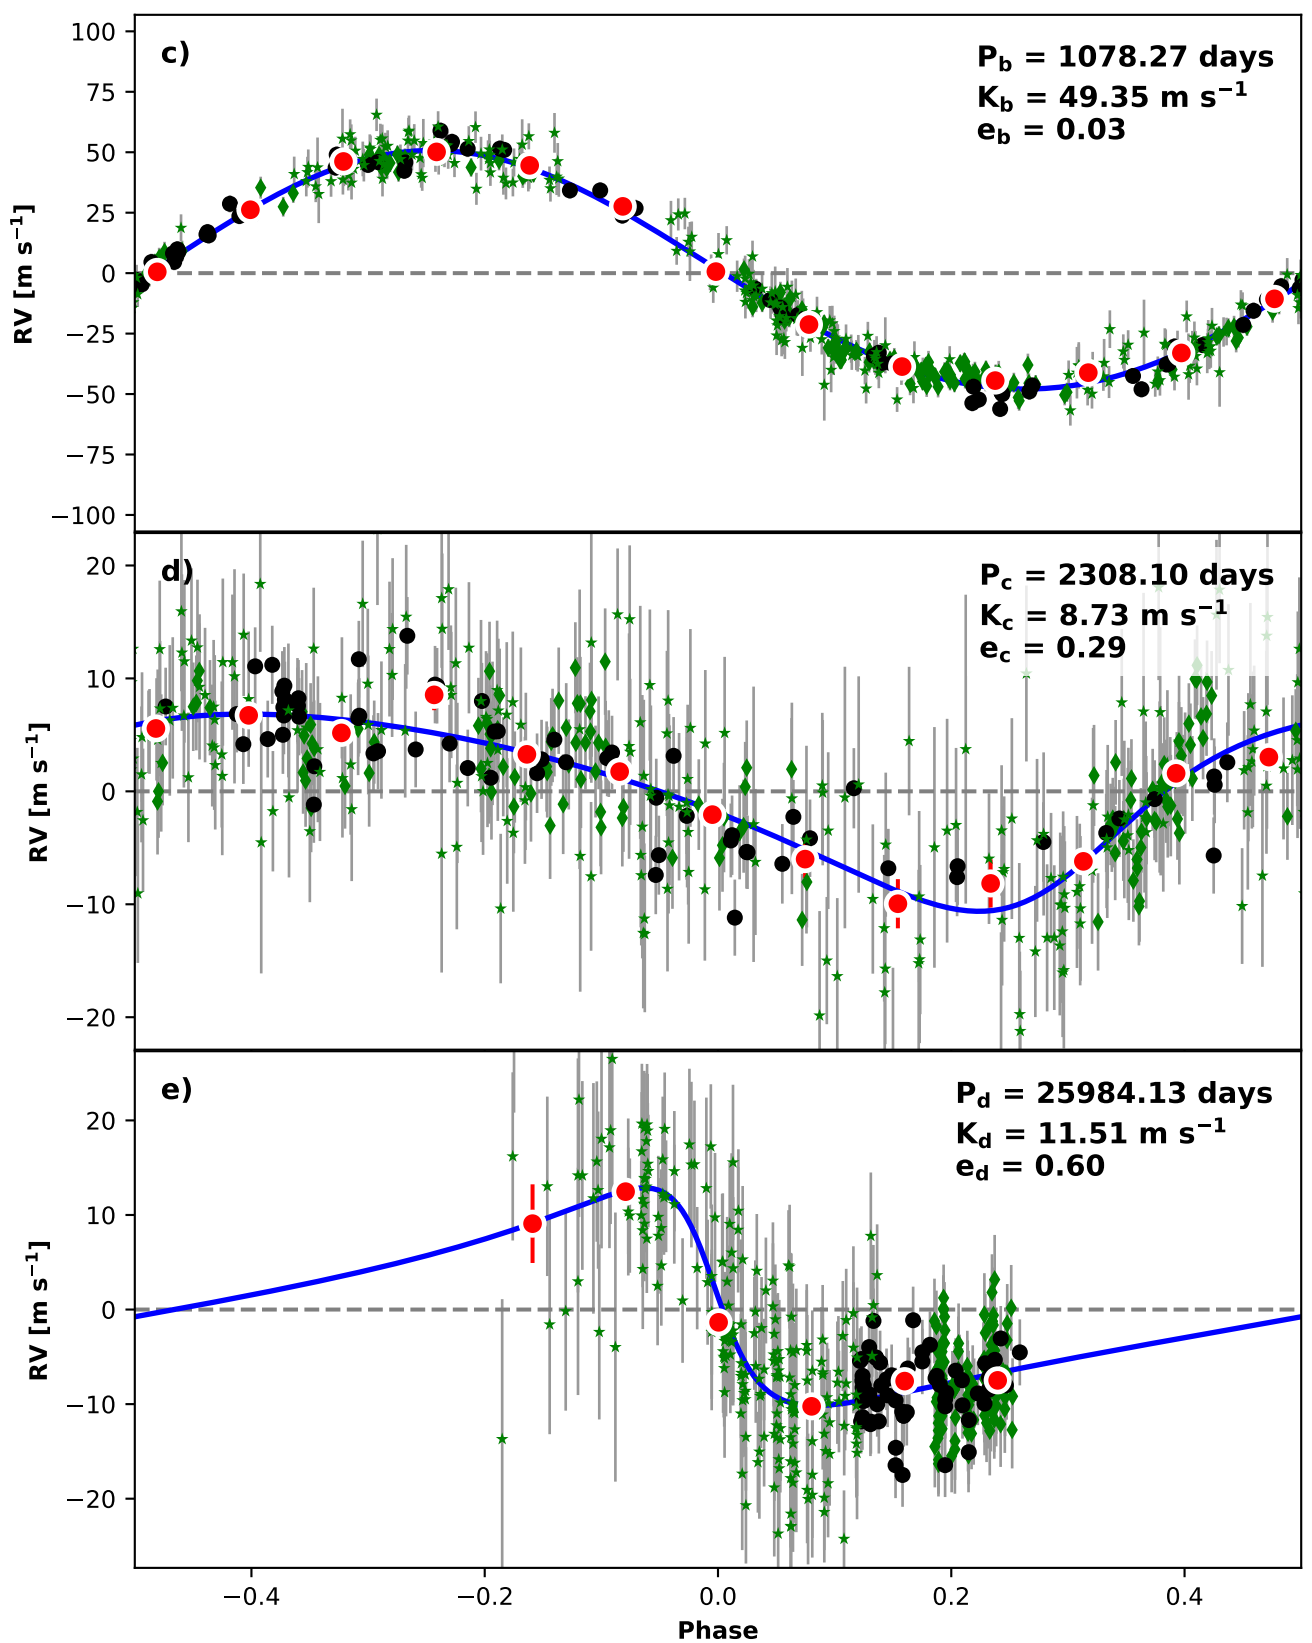 c)
P_b = 1078.27 days
K_b = 49.35 m s⁻¹
e_b = 0.03
100
75
50
25
0
−25
−50
−75
−100
RV [m s⁻¹]
d)
P_c = 2308.10 days
K_c = 8.73 m s⁻¹
e_c = 0.29
20
10
0
−10
−20
RV [m s⁻¹]
e)
P_d = 25984.13 days
K_d = 11.51 m s⁻¹
e_d = 0.60
20
10
0
−10
−20
RV [m s⁻¹]
−0.4 −0.2 0.0 0.2 0.4
Phase